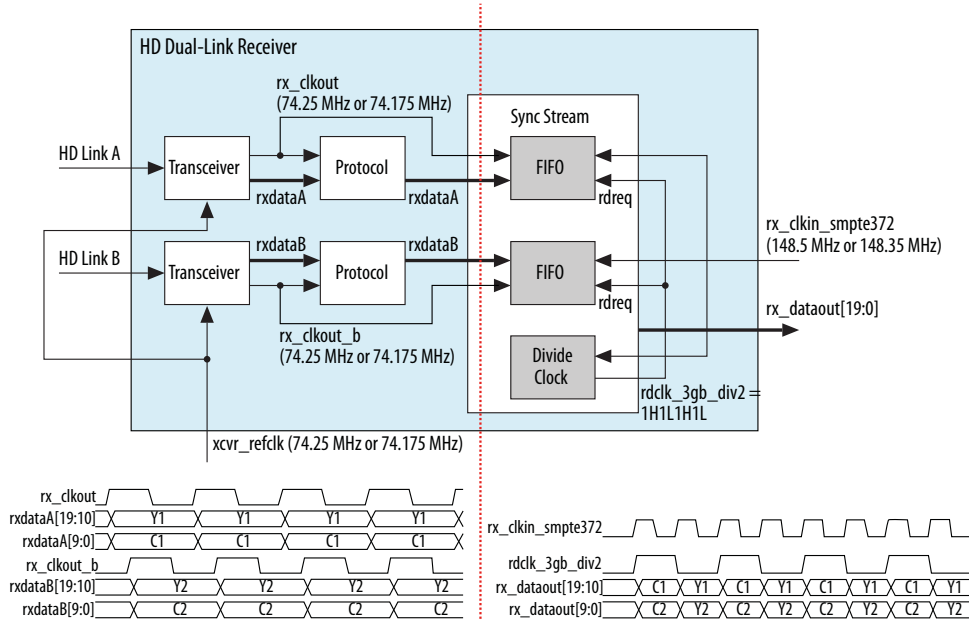 HD Dual-Link Receiver
rx_clkout
(74.25 MHz or 74.175 MHz)
Sync Stream
HD Link A
Transceiver
Protocol
FIFO
rxdataA
rxdataA
rdreq
rx_clkin_smpte372
(148.5 MHz or 148.35 MHz)
HD Link B
rxdataB
rxdataB
Transceiver
Protocol
FIFO
rdreq
rx_dataout[19:0]
rx_clkout_b
(74.25 MHz or 74.175 MHz)
Divide
Clock
rdclk_3gb_div2 =
1H1L1H1L
xcvr_refclk (74.25 MHz or 74.175 MHz)
rx_clkout
rxdataA[19:10] Y1 Y1 Y1 Y1
rxdataA[9:0] C1 C1 C1 C1
rx_clkout_b
rxdataB[19:10] Y2 Y2 Y2 Y2
rxdataB[9:0] C2 C2 C2 C2
rx_clkin_smpte372
rdclk_3gb_div2
rx_dataout[19:10] C1 Y1 C1 Y1 C1 Y1 C1 Y1
rx_dataout[9:0] C2 Y2 C2 Y2 C2 Y2 C2 Y2